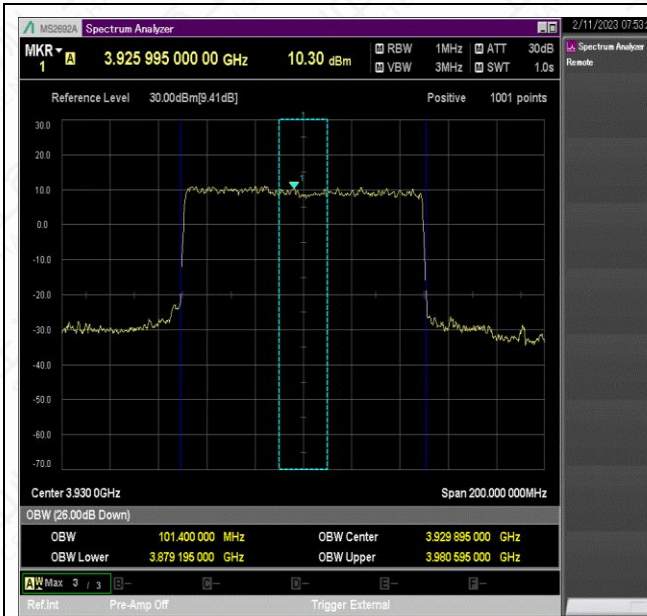 MS2692A Spectrum Analyzer
2/11/2023 07:53:
MKR 1 A 3.925 995 000 00 GHz 10.30 dBm
M RBW 1MHz M ATT 30dB
M VBW 3MHz M SWT 1.0s
Spectrum Analyzer
Remote
Reference Level 30.00dBm[9.41dB] Positive 1001 points
1
30.0
20.0
10.0
1
0.0
-10.0
-20.0
-30.0
-40.0
-50.0
-60.0
-70.0
Center 3.930 0GHz Span 200.000 000MHz
OBW (26.00dB Down)
OBW 101.400 000 MHz OBW Center 3.929 895 000 GHz
OBW Lower 3.879 195 000 GHz OBW Upper 3.980 595 000 GHz
A W Max 3 / 3 B- C- D- E- F-
Ref.Int Pre-Amp Off Trigger External